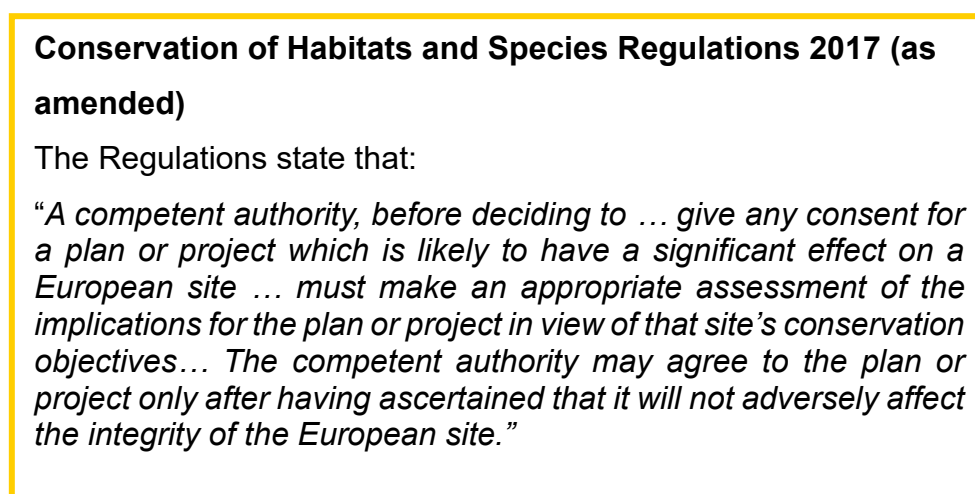 Conservation of Habitats and Species Regulations 2017 (as
amended)
The Regulations state that:
“A competent authority, before deciding to … give any consent for
a plan or project which is likely to have a significant effect on a
European site … must make an appropriate assessment of the
implications for the plan or project in view of that site’s conservation
objectives… The competent authority may agree to the plan or
project only after having ascertained that it will not adversely affect
the integrity of the European site.”